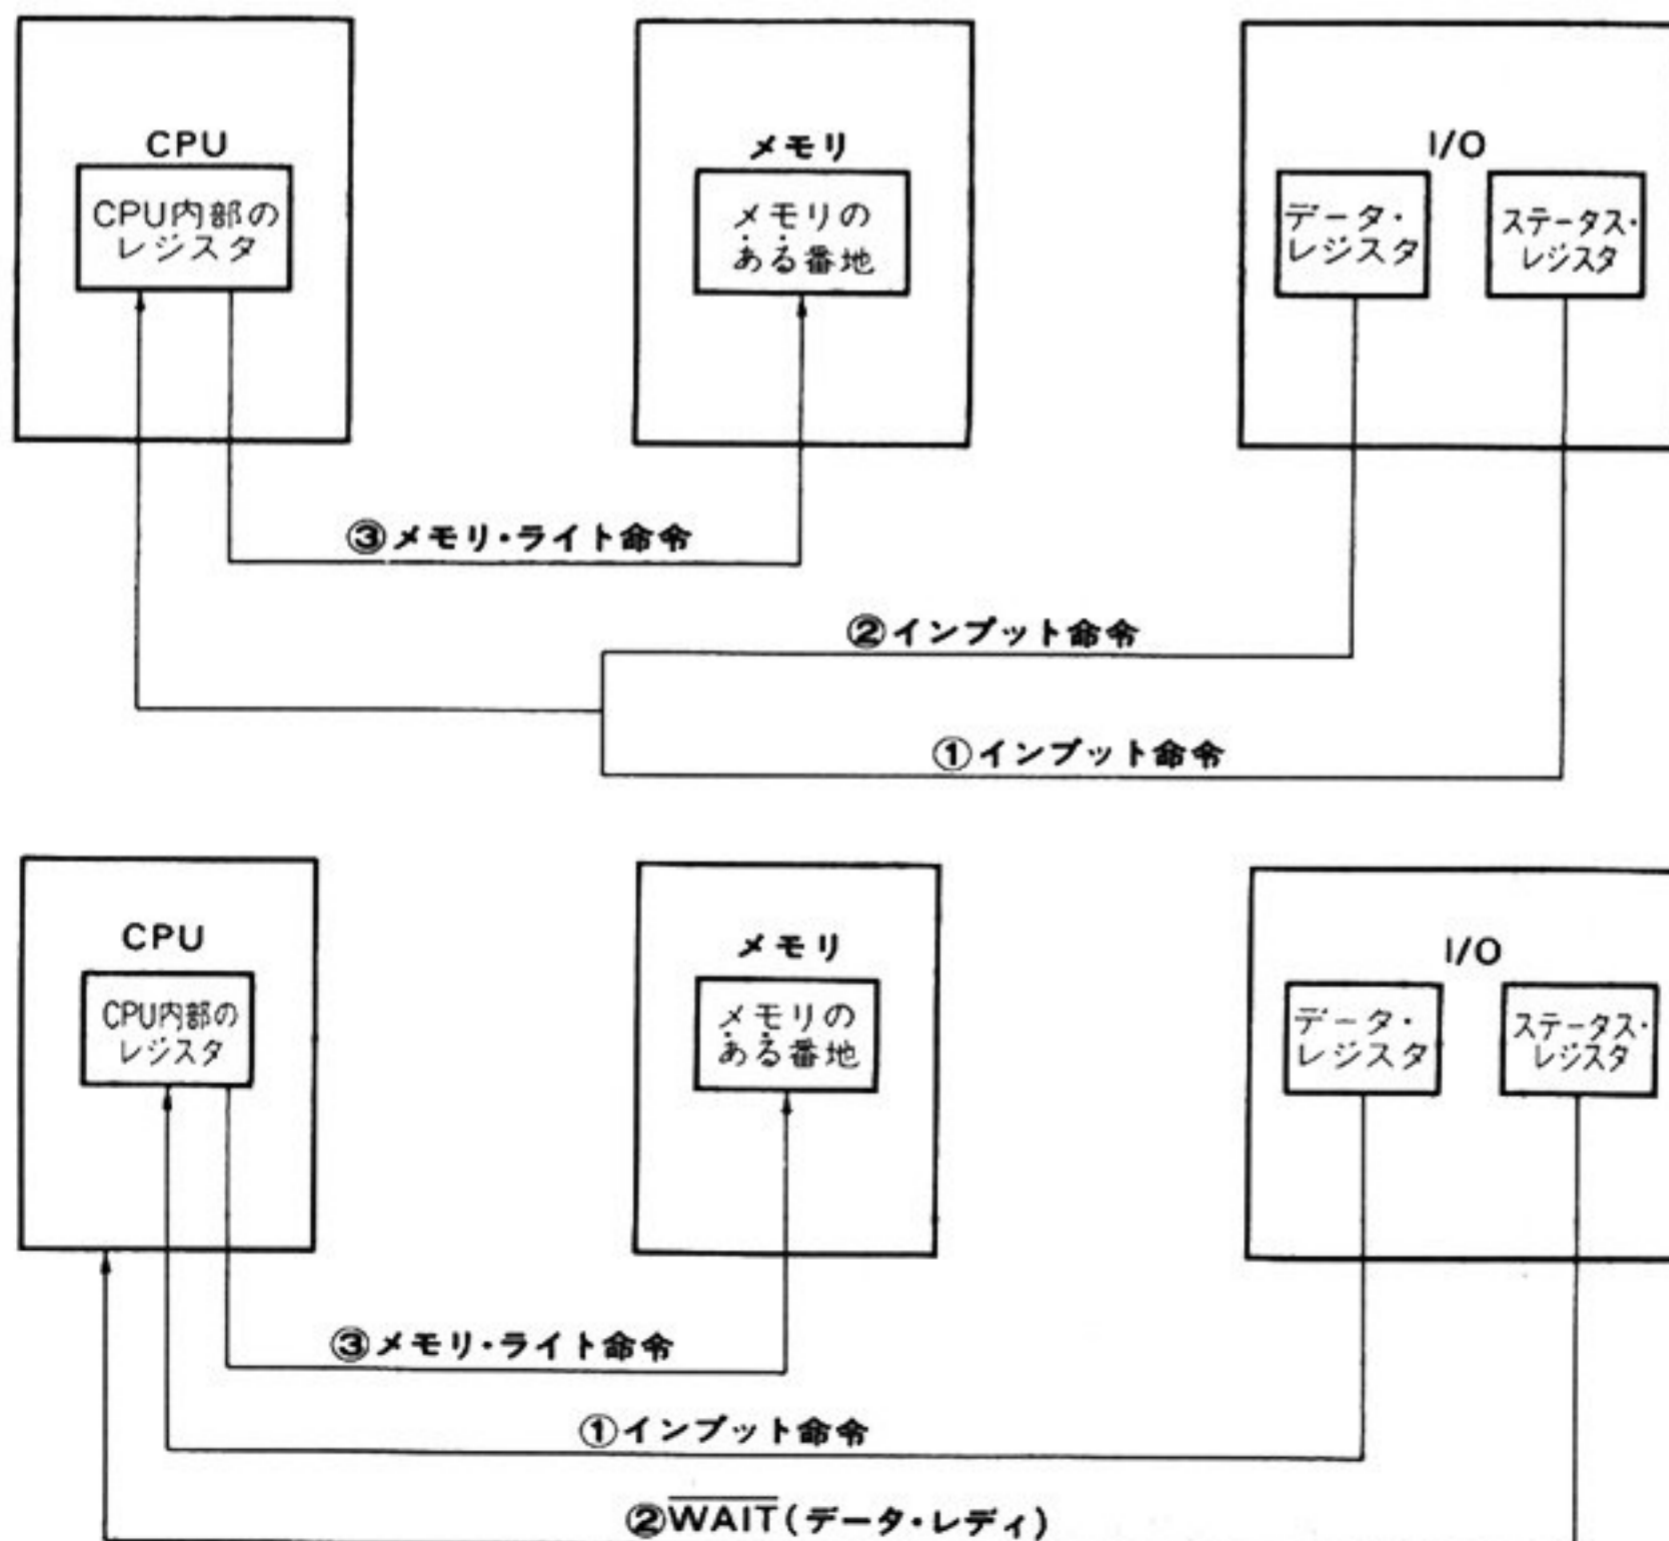 CPU
CPU内部の
レジスタ
メモリ
メモリの
ある番地
I/O
データ・
レジスタ
ステータス・
レジスタ
③メモリ・ライト命令
②インプット命令
①インプット命令
CPU
CPU内部の
レジスタ
メモリ
メモリの
ある番地
I/O
データ・
レジスタ
ステータス・
レジスタ
③メモリ・ライト命令
①インプット命令
②WAIT(データ・レディ)